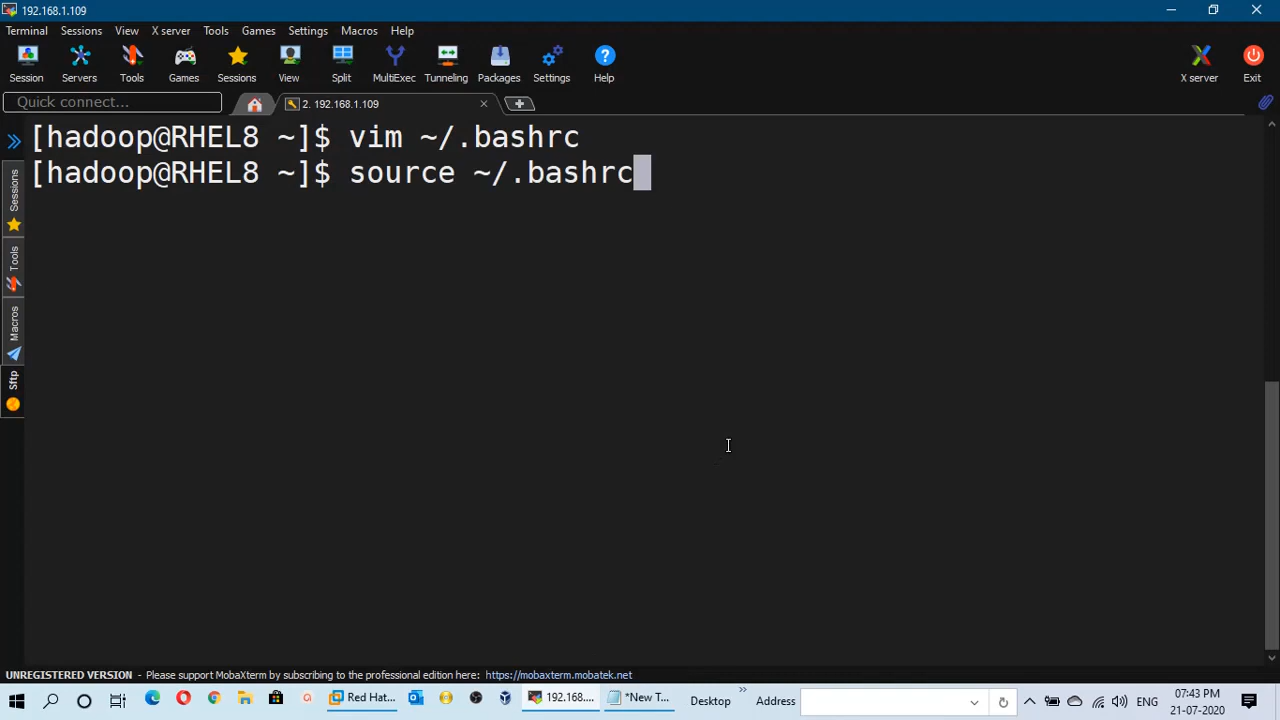 192.168.1.109
Terminal Sessions View X server Tools Games Settings Macros Help
Session Servers Tools Games Sessions View Split MultiExec Tunneling Packages Settings Help X server Exit
Quick connect...
2. 192.168.1.109
[hadoop@RHEL8 ~]$ vim ~/.bashrc
[hadoop@RHEL8 ~]$ source ~/.bashrc
Sessions
Tools
Macros
Sftp
UNREGISTERED VERSION - Please support MobaXterm by subscribing to the professional edition here: https://mobaxterm.mobatek.net
Red Hat...
192.168....
*New T...
Desktop
Address
ENG
07:43 PM
21-07-2020